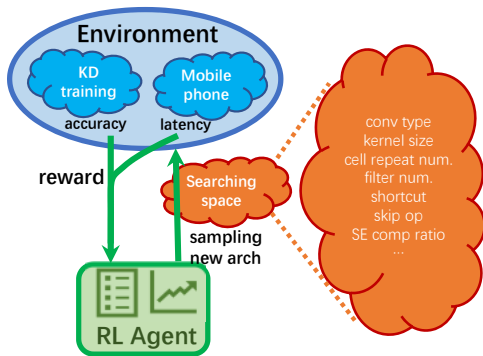 Environment
KD
training
Mobile
phone
accuracy
latency
reward
Searching
space
sampling
new arch
RL Agent
conv type
kernel size
cell repeat num.
filter num.
shortcut
skip op
SE comp ratio
...